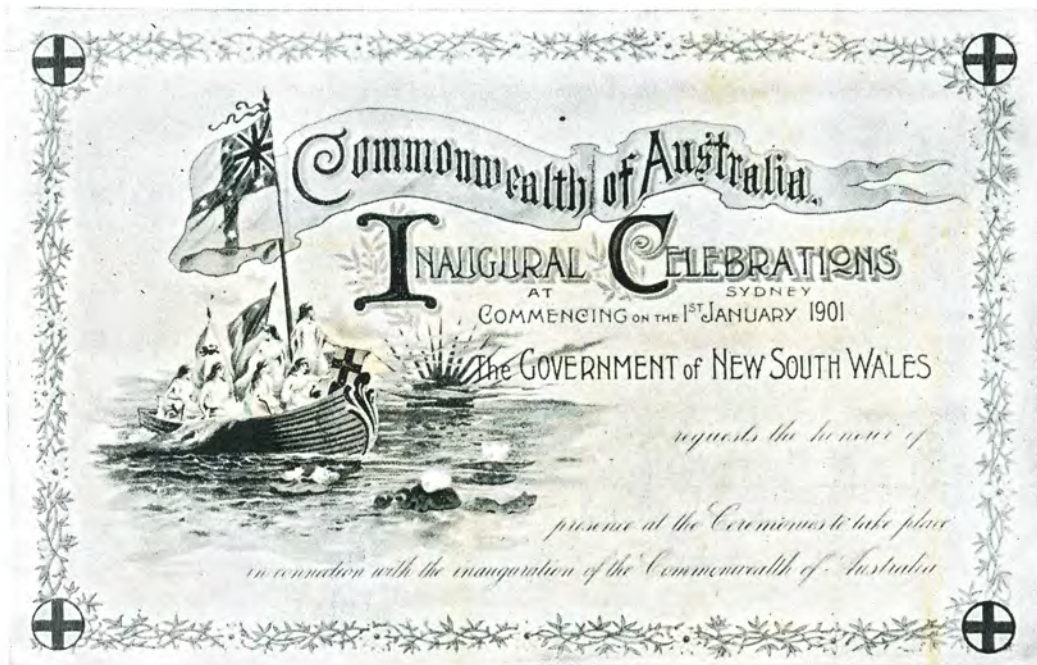 Commonwealth of Australia.
INAUGURAL CELEBRATIONS
AT SYDNEY
COMMENCING ON THE 1ST JANUARY 1901
The GOVERNMENT of NEW SOUTH WALES
requests the honour of
presence at the Ceremonies to take place
in connection with the inauguration of the Commonwealth of Australia